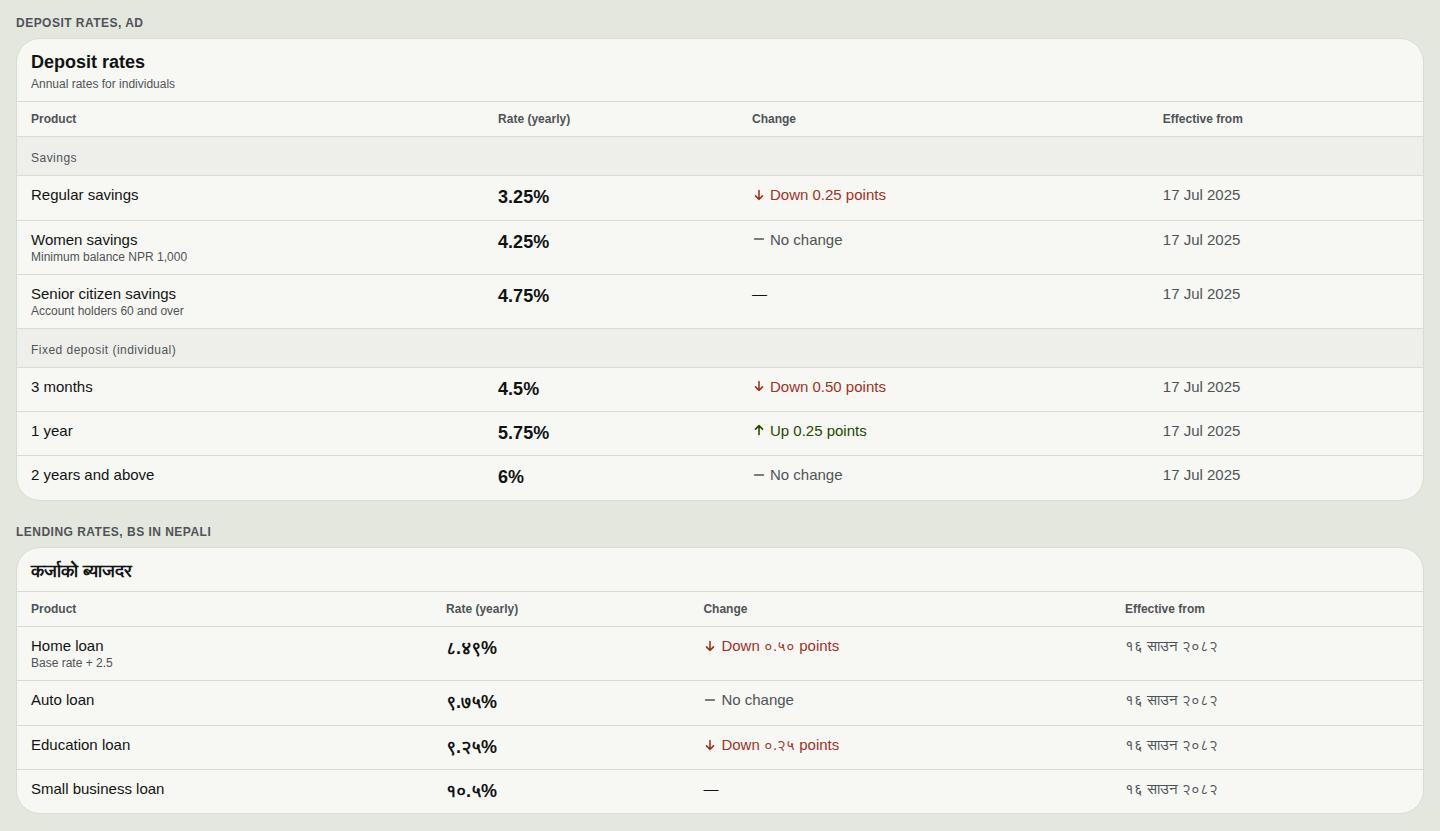 DEPOSIT RATES, AD
Deposit rates
Annual rates for individuals
Product Rate (yearly) Change Effective from
Savings
Regular savings 3.25% ↓ Down 0.25 points 17 Jul 2025
Women savings 4.25% — No change 17 Jul 2025
Minimum balance NPR 1,000
Senior citizen savings 4.75% — 17 Jul 2025
Account holders 60 and over
Fixed deposit (individual)
3 months 4.5% ↓ Down 0.50 points 17 Jul 2025
1 year 5.75% ↑ Up 0.25 points 17 Jul 2025
2 years and above 6% — No change 17 Jul 2025
LENDING RATES, BS IN NEPALI
कर्जाको ब्याजदर
Product Rate (yearly) Change Effective from
Home loan ८.४९% ↓ Down ०.५० points १६ साउन २०८२
Base rate + 2.5
Auto loan ९.७५% — No change १६ साउन २०८२
Education loan ९.२५% ↓ Down ०.२५ points १६ साउन २०८२
Small business loan १०.५% — १६ साउन २०८२